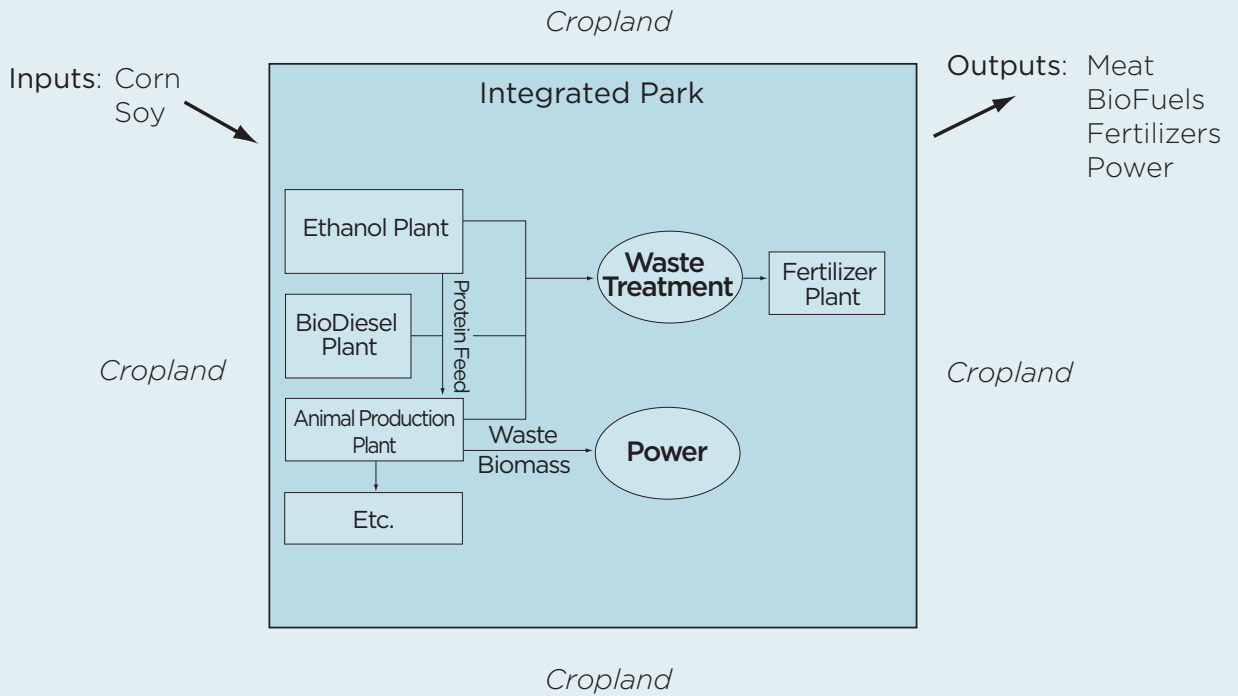 Cropland
Inputs: Corn
Soy
Integrated Park
Outputs: Meat
BioFuels
Fertilizers
Power
Ethanol Plant
Waste
Treatment
Fertilizer
Plant
Protein Feed
BioDiesel
Plant
Cropland
Cropland
Animal Production
Plant
Waste
Biomass
Power
Etc.
Cropland